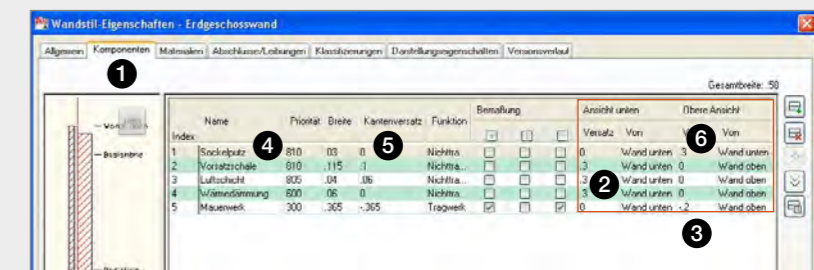 Wandstil-Eigenschaften - Erdgeschosswand
Allgemein Komponenten Materialien Abschlüsse/Leibungen Klassifizierungen Darstellungseigenschaften Versionsverlauf
1
Gesamtbreite: .50
Basislinie
Bemaßung Ansicht unten Obere Ansicht
Index Name Priorität Breite Kantenversatz Funktion Versatz Von Von
4 5 6
1 Sockelputz 810 .03 0 Nichttra... 0 Wand unten .3 Wand unten
2 Vorsatzschale 810 .115 .1 Nichttra... .3 Wand unten 0 Wand oben
3 Luftschicht 805 .04 .06 Nichttra... .3 Wand unten 0 Wand oben
4 Wärmedämmung 600 .06 0 Nichttra... .3 Wand unten 0 Wand oben
5 Mauerwerk 300 .365 -.365 Tragwerk 0 Wand unten -.2 Wand oben
2
3